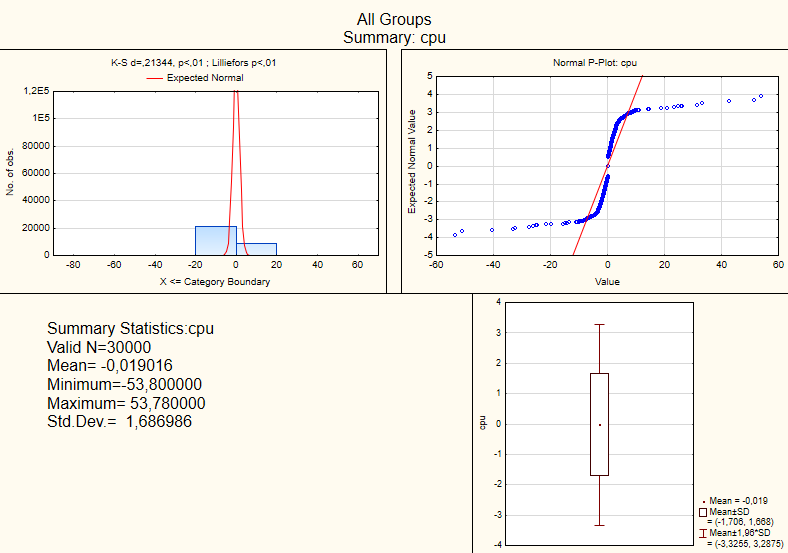 All Groups
Summary: cpu
K-S d=,21344, p<,01 ; Lilliefors p<,01
Expected Normal
1,2E5
1E5
80000
60000
40000
20000
0
No. of obs.
-80 -60 -40 -20 0 20 40 60
X <= Category Boundary
Normal P-Plot: cpu
5
4
3
2
1
0
-1
-2
-3
-4
-5
Expected Normal Value
-60 -40 -20 0 20 40 60
Value
Summary Statistics:cpu
Valid N=30000
Mean= -0,019016
Minimum=-53,800000
Maximum= 53,780000
Std.Dev.= 1,686986
4
3
2
1
0
-1
-2
-3
-4
cpu
Mean = -0,019
Mean±SD
= (-1,706, 1,668)
Mean±1,96*SD
= (-3,3255, 3,2875)